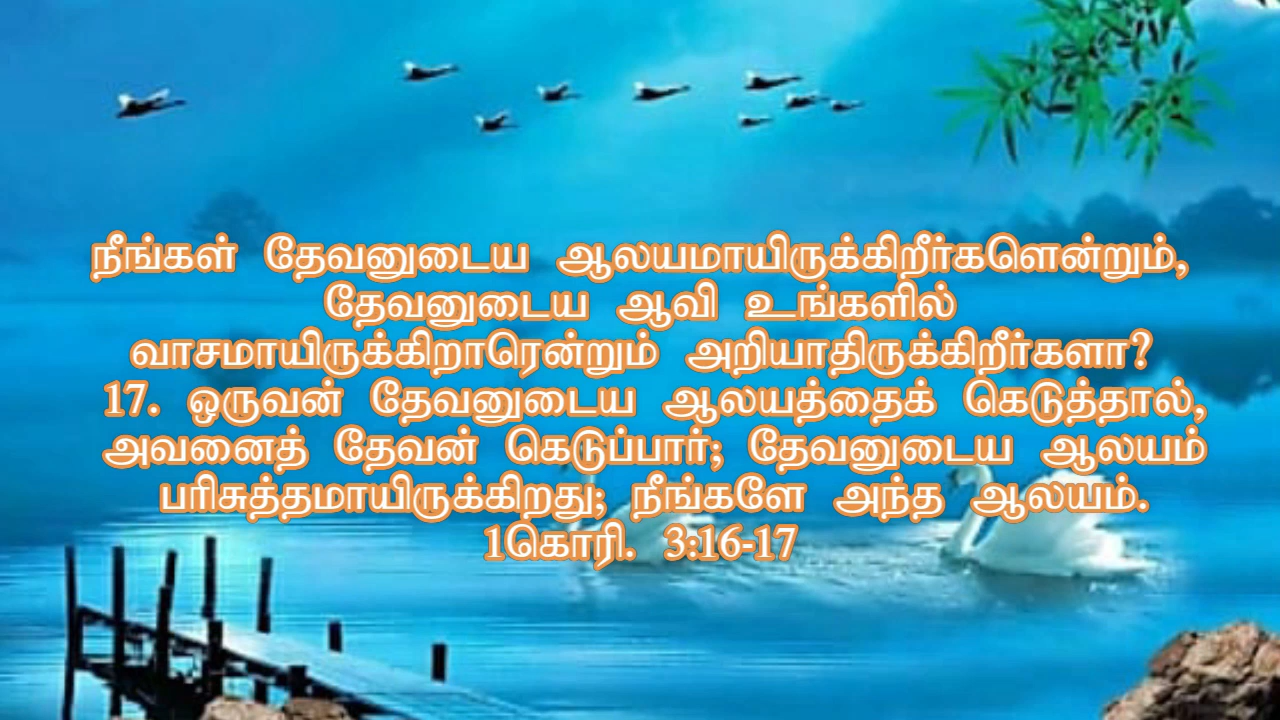 நீங்கள் தேவனுடைய ஆலயமாயிருக்கிறீர்களென்றும்,
தேவனுடைய ஆவி உங்களில்
வாசமாயிருக்கிறாரென்றும் அறியாதிருக்கிறீர்களா?
17. ஒருவன் தேவனுடைய ஆலயத்தைக் கெடுத்தால்,
அவனைத் தேவன் கெடுப்பார்; தேவனுடைய ஆலயம்
பரிசுத்தமாயிருக்கிறது; நீங்களே அந்த ஆலயம்.
1கொரி. 3:16-17